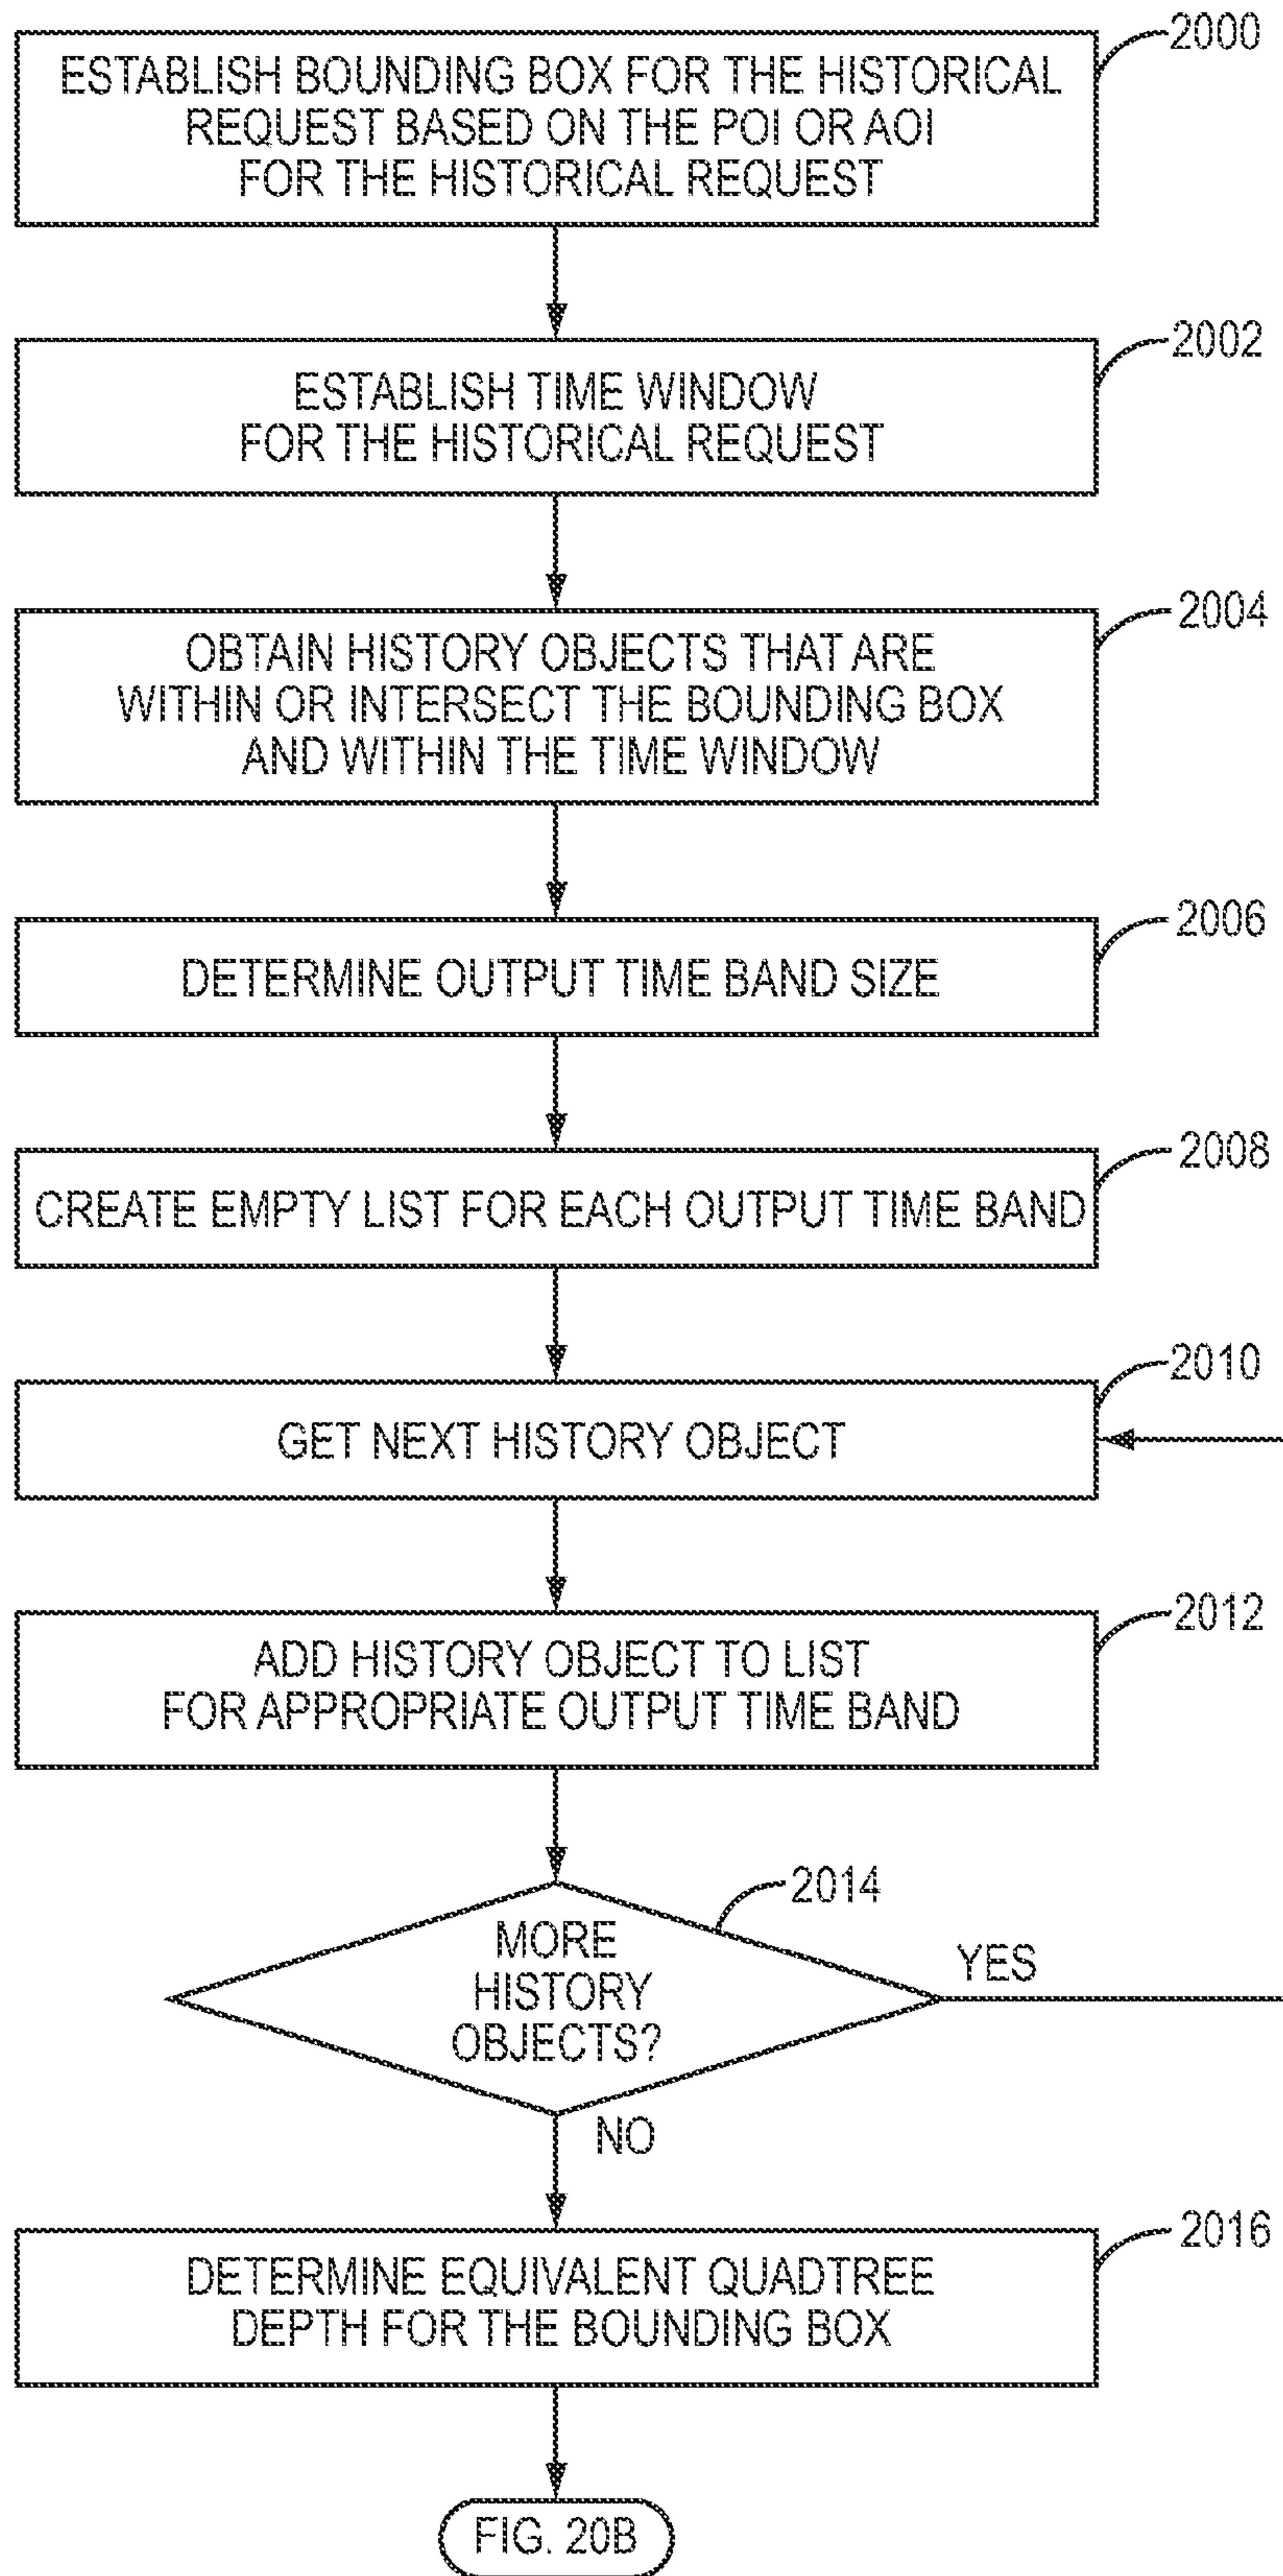 2000
ESTABLISH BOUNDING BOX FOR THE HISTORICAL
REQUEST BASED ON THE POI OR AOI
FOR THE HISTORICAL REQUEST
2002
ESTABLISH TIME WINDOW
FOR THE HISTORICAL REQUEST
2004
OBTAIN HISTORY OBJECTS THAT ARE
WITHIN OR INTERSECT THE BOUNDING BOX
AND WITHIN THE TIME WINDOW
2006
DETERMINE OUTPUT TIME BAND SIZE
2008
CREATE EMPTY LIST FOR EACH OUTPUT TIME BAND
2010
GET NEXT HISTORY OBJECT
2012
ADD HISTORY OBJECT TO LIST
FOR APPROPRIATE OUTPUT TIME BAND
2014
MORE
HISTORY
OBJECTS?
YES
NO
2016
DETERMINE EQUIVALENT QUADTREE
DEPTH FOR THE BOUNDING BOX
FIG. 20B